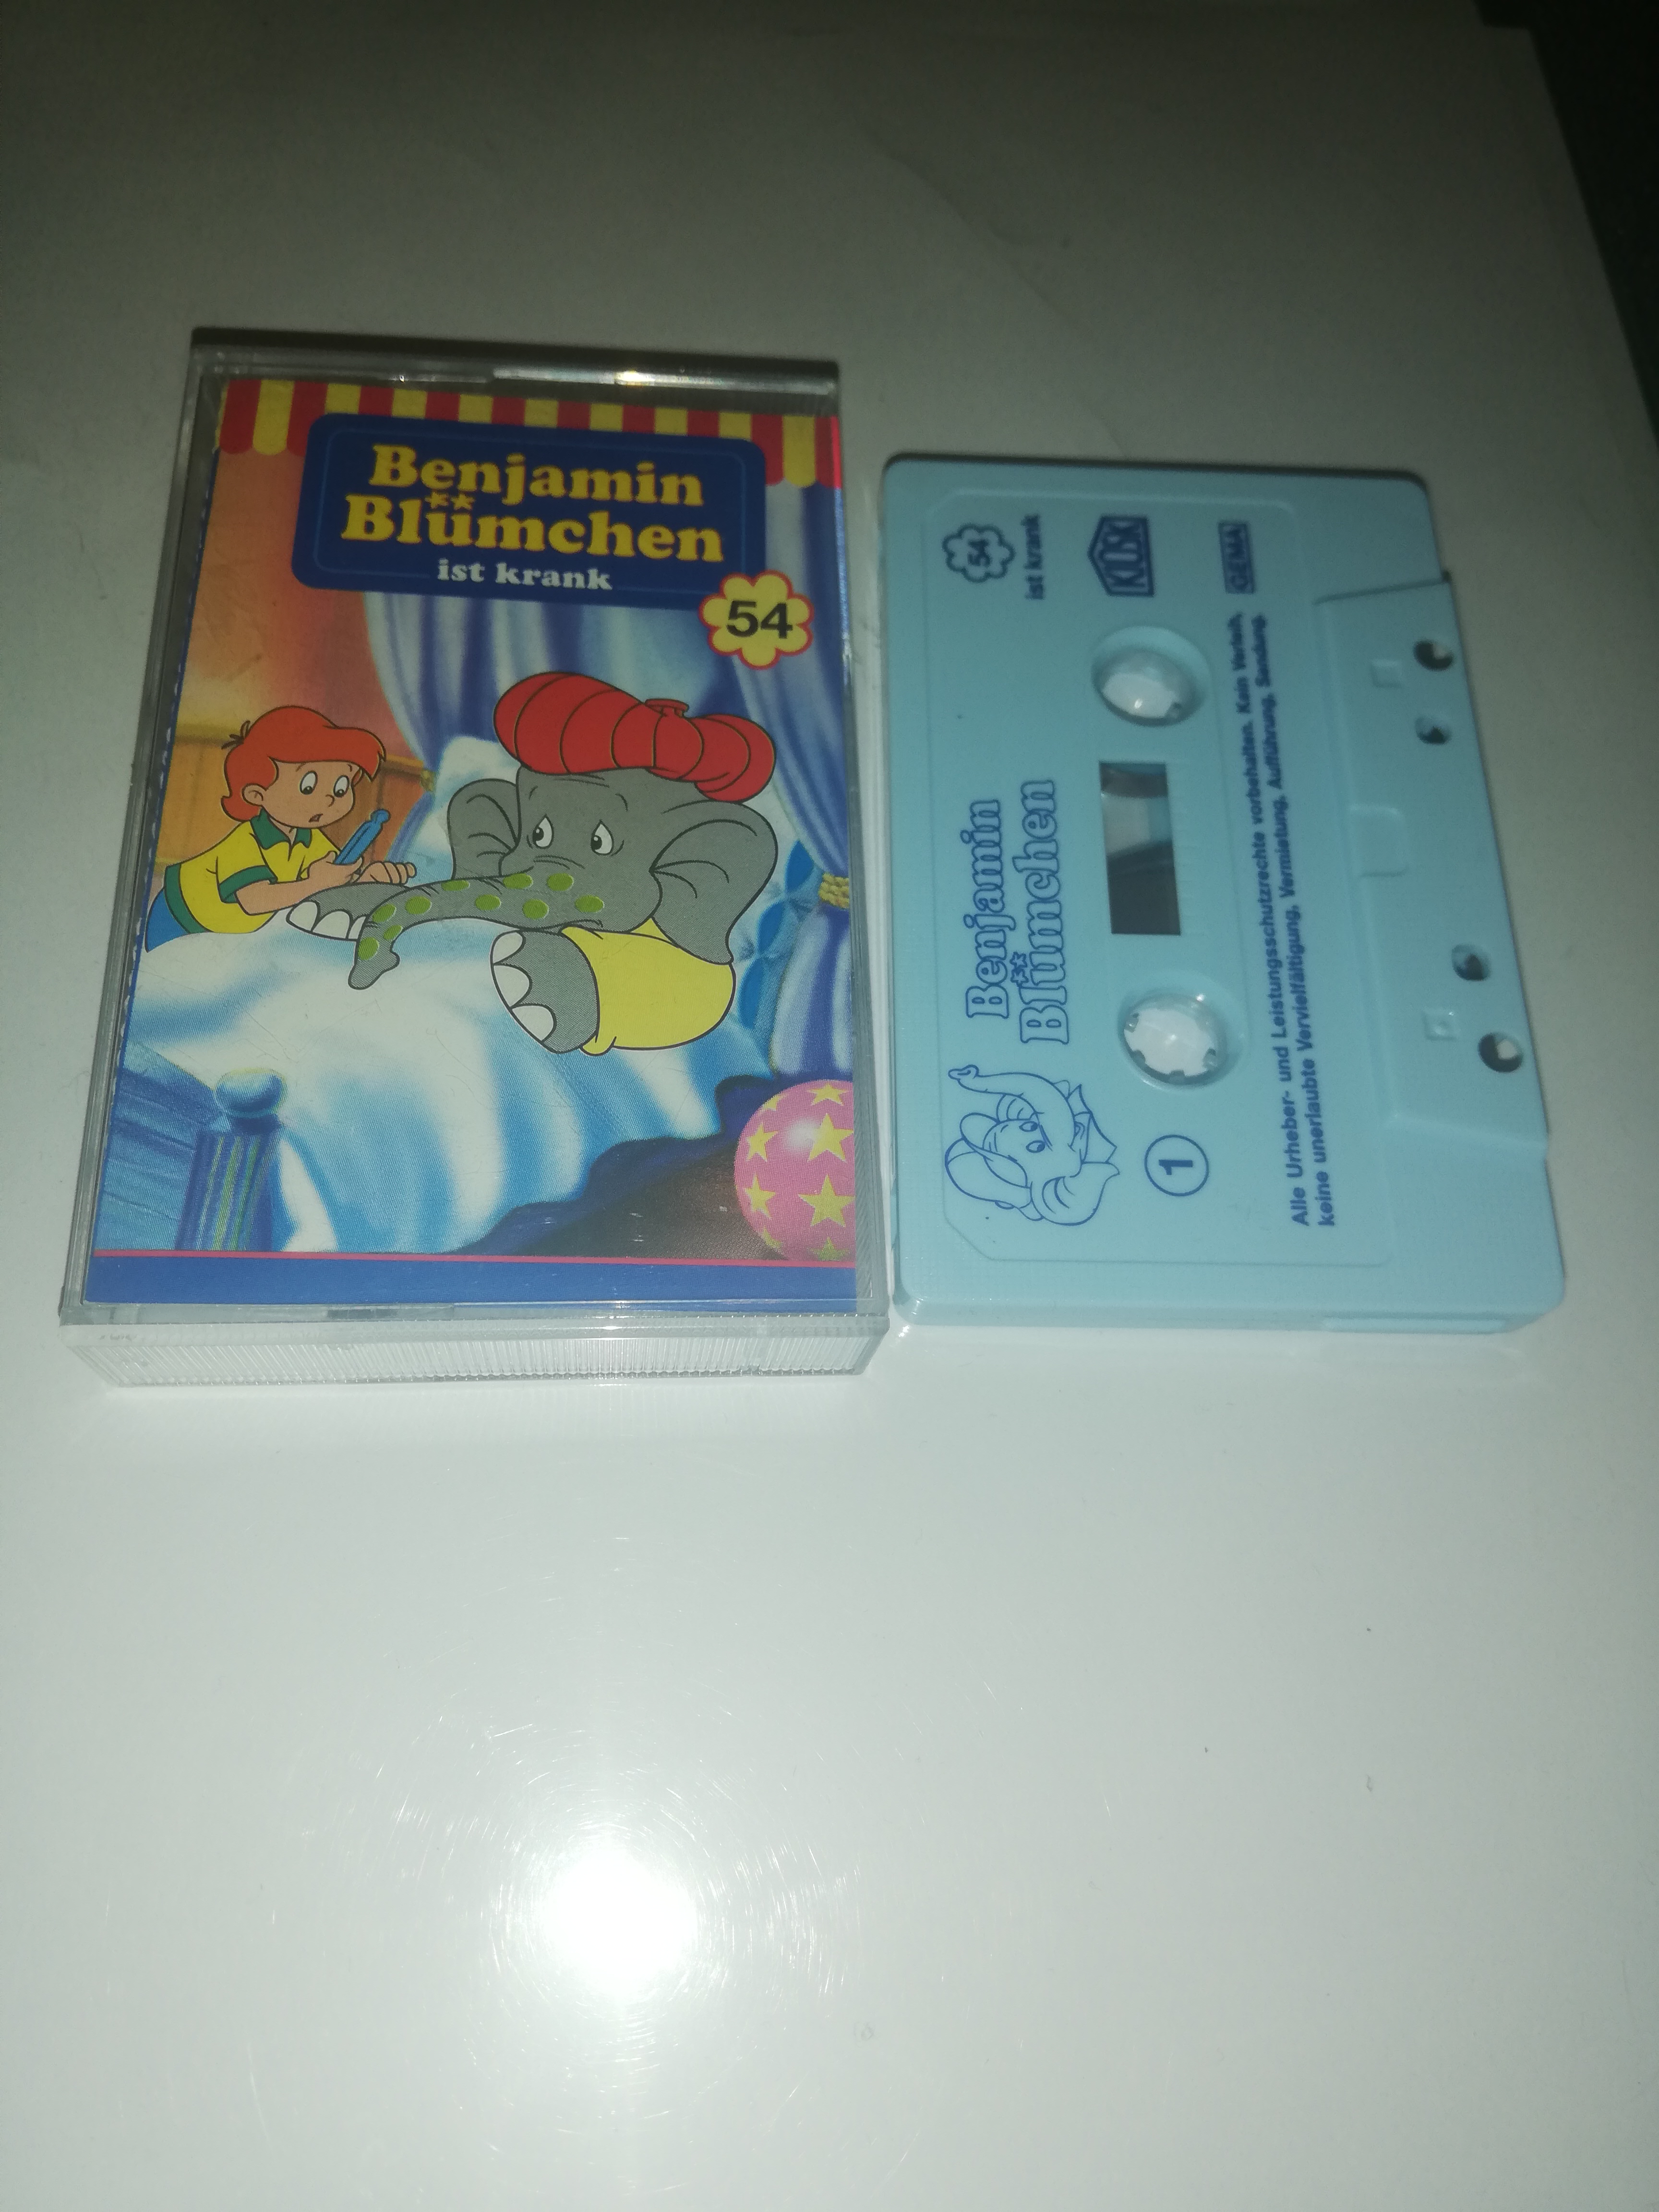 Benjamin
Blümchen
ist krank
54
54
ist krank
KIOSK
GEMA
Benjamin
Blümchen
1
Alle Urheber- und Leistungsschutzrechte vorbehalten. Kein Verleih,
keine unerlaubte Vervielfältigung, Vermietung, Aufführung, Sendung.